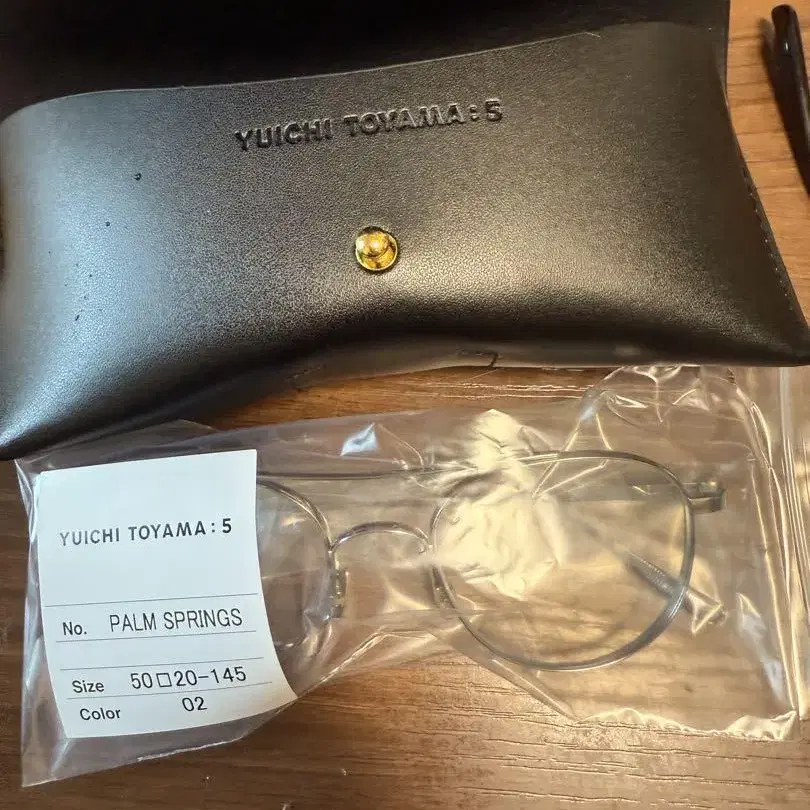 YUICHI TOYAMA:5
YUICHI TOYAMA:5
No. PALM SPRINGS
Size 50□20-145
Color 02